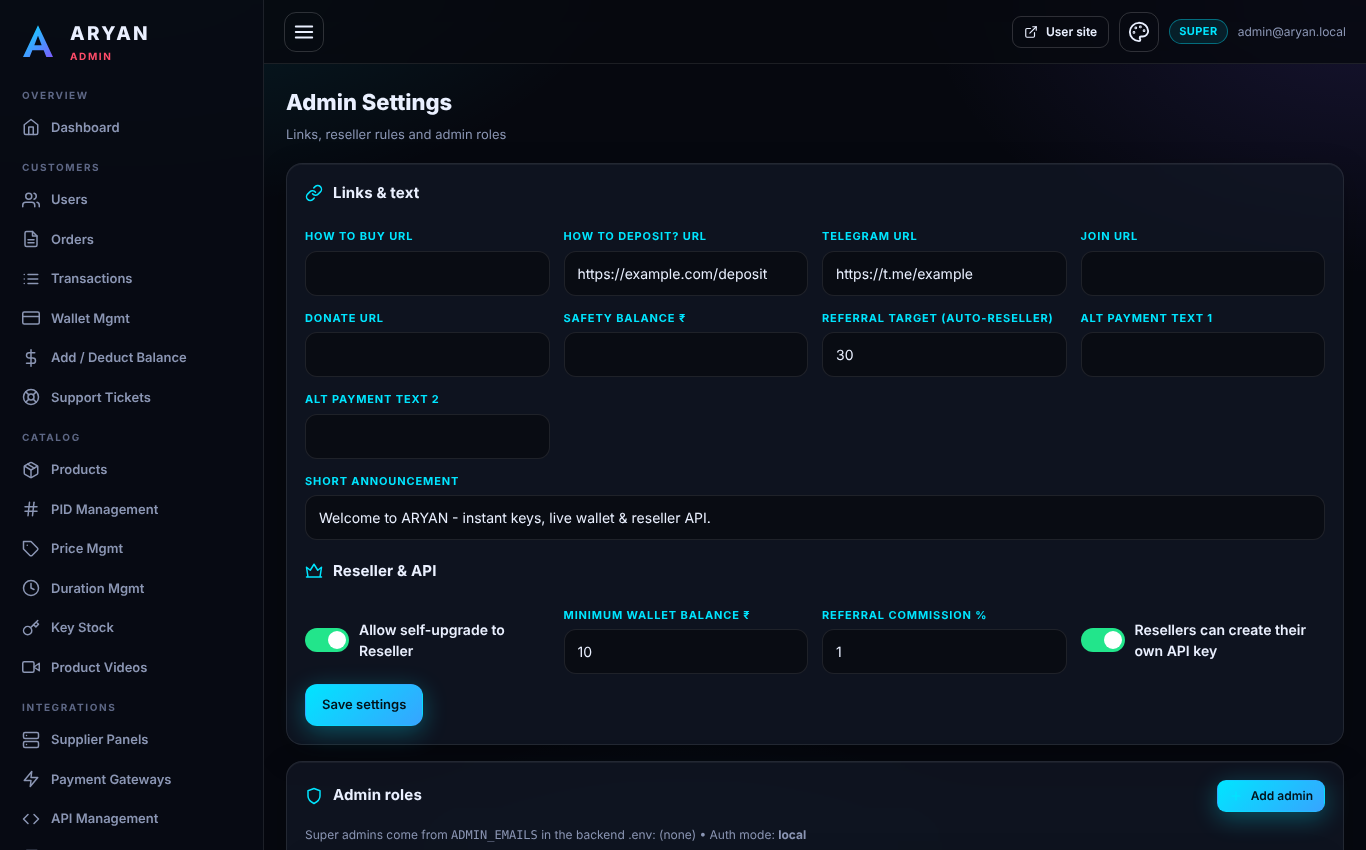 ARYAN
ADMIN
OVERVIEW
Dashboard
CUSTOMERS
Users
Orders
Transactions
Wallet Mgmt
Add / Deduct Balance
Support Tickets
CATALOG
Products
PID Management
Price Mgmt
Duration Mgmt
Key Stock
Product Videos
INTEGRATIONS
Supplier Panels
Payment Gateways
API Management
User site
SUPER
admin@aryan.local
Admin Settings
Links, reseller rules and admin roles
Links & text
HOW TO BUY URL
HOW TO DEPOSIT? URL
https://example.com/deposit
TELEGRAM URL
https://t.me/example
JOIN URL
DONATE URL
SAFETY BALANCE ₹
REFERRAL TARGET (AUTO-RESELLER)
30
ALT PAYMENT TEXT 1
ALT PAYMENT TEXT 2
SHORT ANNOUNCEMENT
Welcome to ARYAN - instant keys, live wallet & reseller API.
Reseller & API
Allow self-upgrade to
Reseller
MINIMUM WALLET BALANCE ₹
10
REFERRAL COMMISSION %
1
Resellers can create their
own API key
Save settings
Admin roles
Add admin
Super admins come from ADMIN_EMAILS in the backend .env: (none) • Auth mode: local